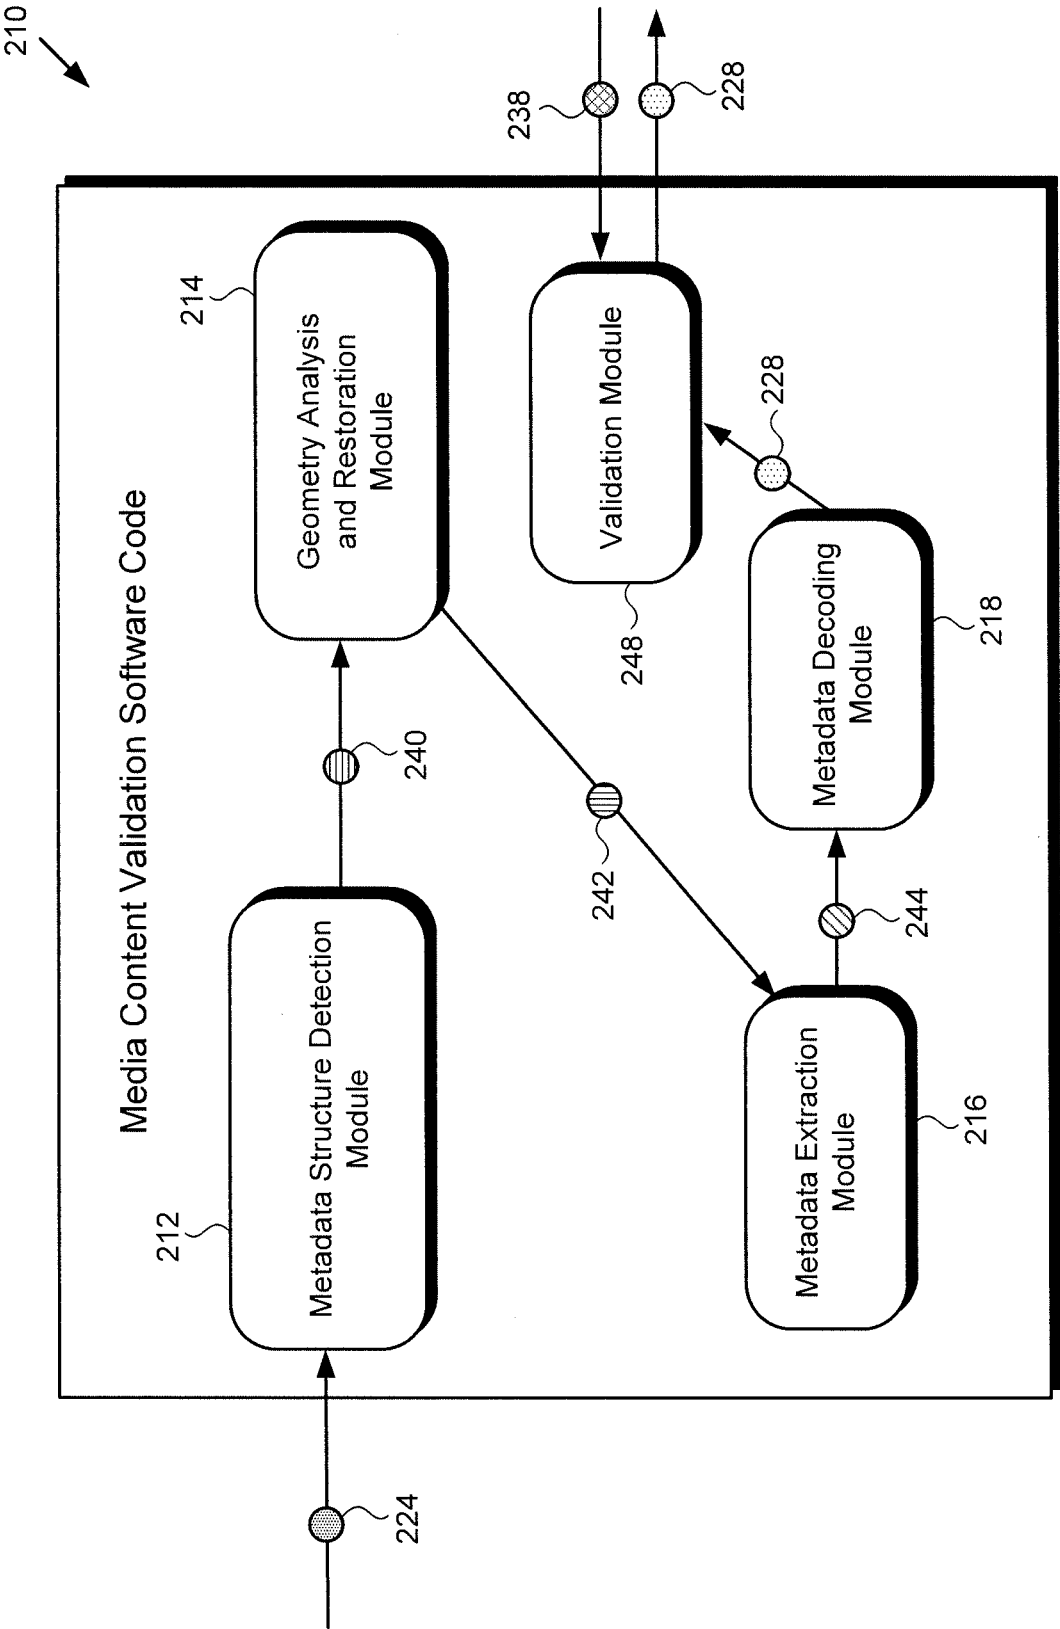 210
Media Content Validation Software Code
212
Metadata Structure Detection
Module
224
240
214
Geometry Analysis
and Restoration
Module
242
216
Metadata Extraction
Module
244
218
Metadata Decoding
Module
228
248
Validation Module
238
228